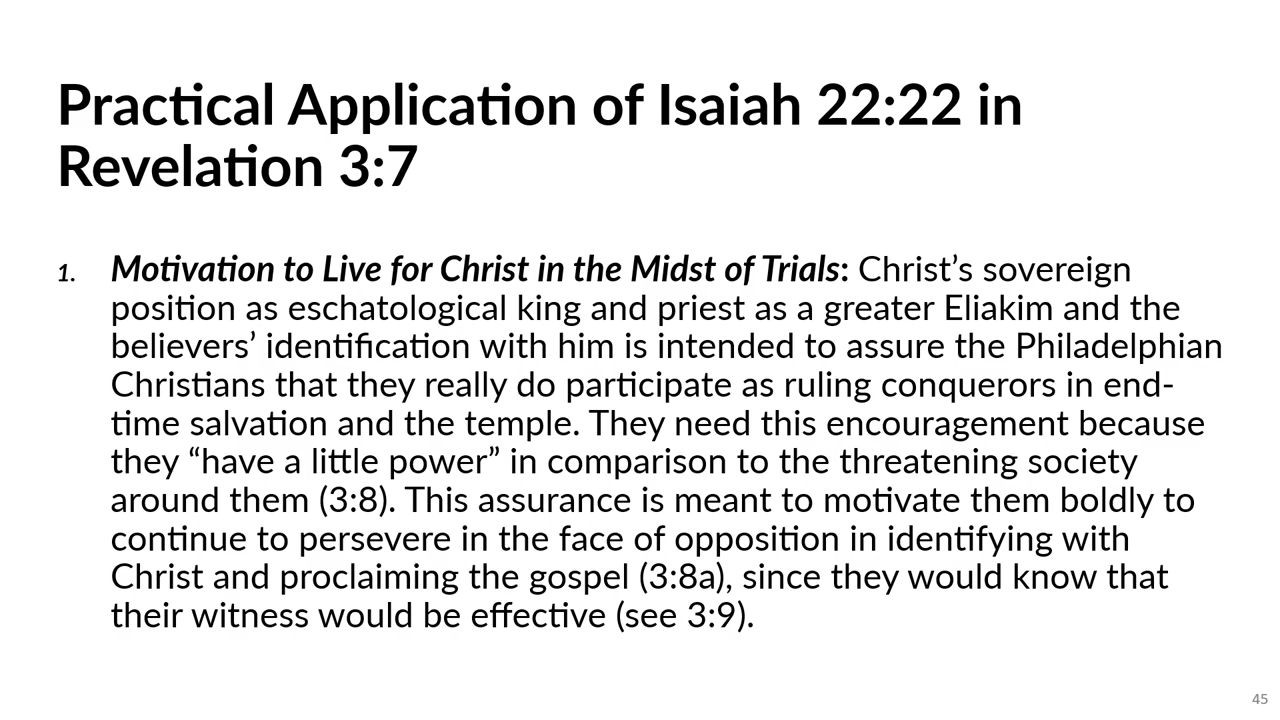 Practical Application of Isaiah 22:22 in
Revelation 3:7
1. Motivation to Live for Christ in the Midst of Trials: Christ’s sovereign
position as eschatological king and priest as a greater Eliakim and the
believers’ identification with him is intended to assure the Philadelphian
Christians that they really do participate as ruling conquerors in end-
time salvation and the temple. They need this encouragement because
they “have a little power” in comparison to the threatening society
around them (3:8). This assurance is meant to motivate them boldly to
continue to persevere in the face of opposition in identifying with
Christ and proclaiming the gospel (3:8a), since they would know that
their witness would be effective (see 3:9).
45